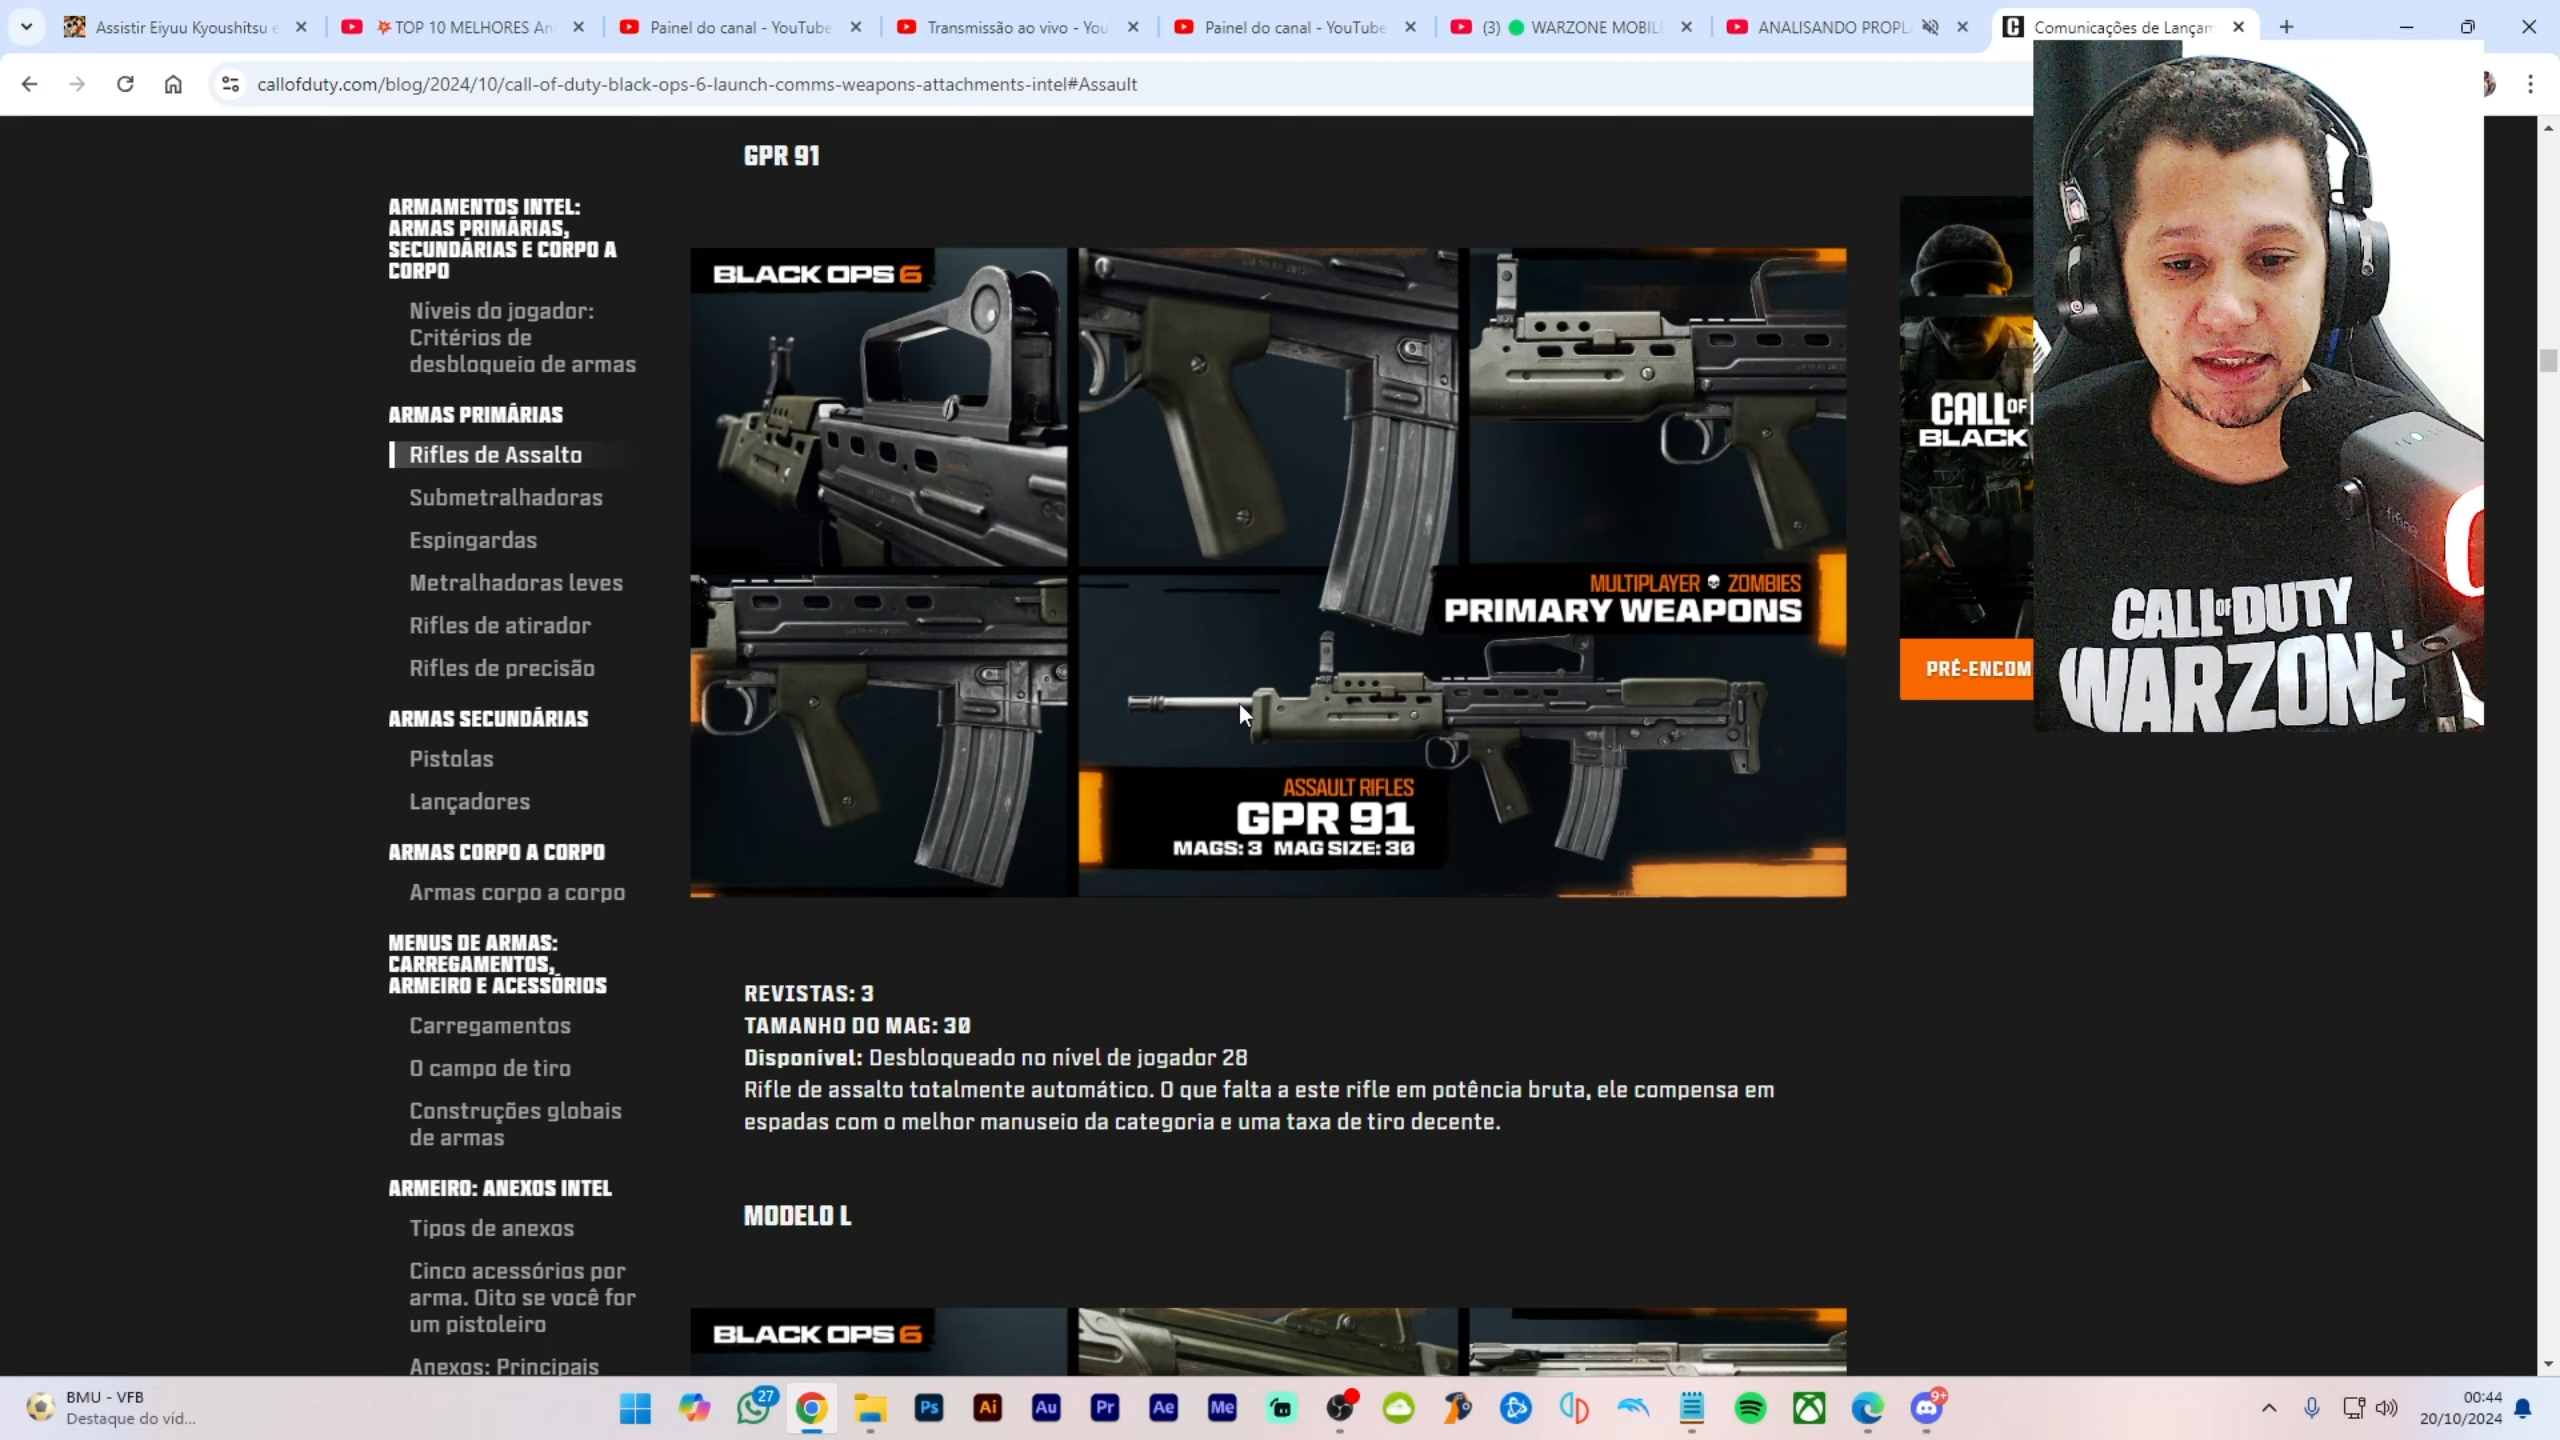 Assistir Eiyuu Kyoushitsu e
TOP 10 MELHORES An
Painel do canal - YouTube
Transmissão ao vivo - You
Painel do canal - YouTube
(3) WARZONE MOBILE
ANALISANDO PROPL
Comunicações de Lançam
callofduty.com/blog/2024/10/call-of-duty-black-ops-6-launch-comms-weapons-attachments-intel#Assault
ARMAMENTOS INTEL:
ARMAS PRIMÁRIAS,
SECUNDÁRIAS E CORPO A
CORPO
Níveis do jogador:
Critérios de
desbloqueio de armas
ARMAS PRIMÁRIAS
Rifles de Assalto
Submetralhadoras
Espingardas
Metralhadoras leves
Rifles de atirador
Rifles de precisão
ARMAS SECUNDÁRIAS
Pistolas
Lançadores
ARMAS CORPO A CORPO
Armas corpo a corpo
MENUS DE ARMAS:
CARREGAMENTOS,
ARMEIRO E ACESSÓRIOS
Carregamentos
O campo de tiro
Construções globais
de armas
ARMEIRO: ANEXOS INTEL
Tipos de anexos
Cinco acessórios por
arma. Oito se você for
um pistoleiro
Anexos: Principais
GPR 91
BLACK OPS 6
MULTIPLAYER ZOMBIES
PRIMARY WEAPONS
ASSAULT RIFLES
GPR 91
MAGS: 3 MAG SIZE: 30
REVISTAS: 3
TAMANHO DO MAG: 30
Disponível: Desbloqueado no nível de jogador 28
Rifle de assalto totalmente automático. O que falta a este rifle em potência bruta, ele compensa em
espadas com o melhor manuseio da categoria e uma taxa de tiro decente.
MODELO L
BLACK OPS 6
CALL OF
BLACK
PRÉ-ENCOM
fifine
CALL OF DUTY
WARZONE
BMU - VFB
Destaque do víd...
27
Ps
Ai
Au
Pr
Ae
Me
9+
00:44
20/10/2024